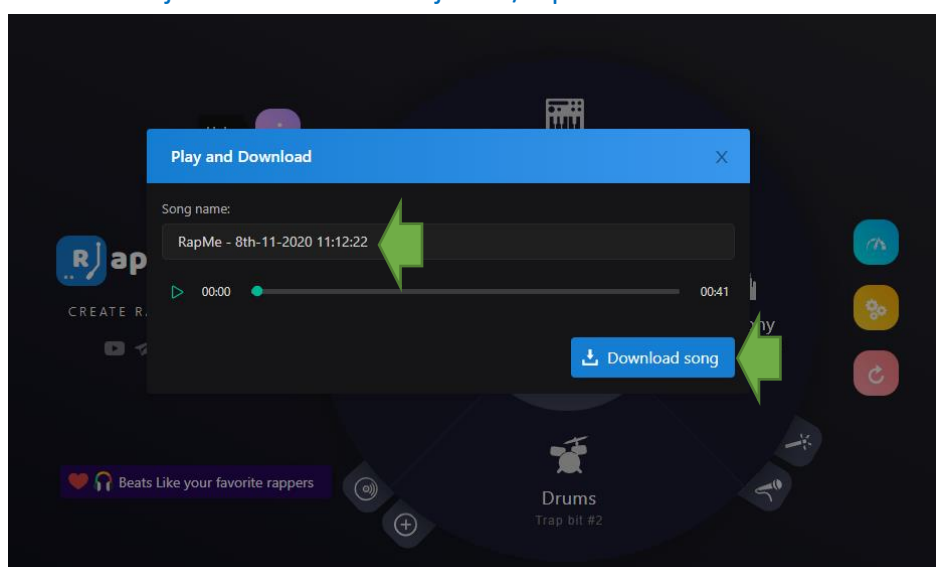 Play and Download
X
Song name:
RapMe - 8th-11-2020 11:12:22
R ap
00:00
00:41
CREATE R
Download song
Beats Like your favorite rappers
Drums
Trap bit #2